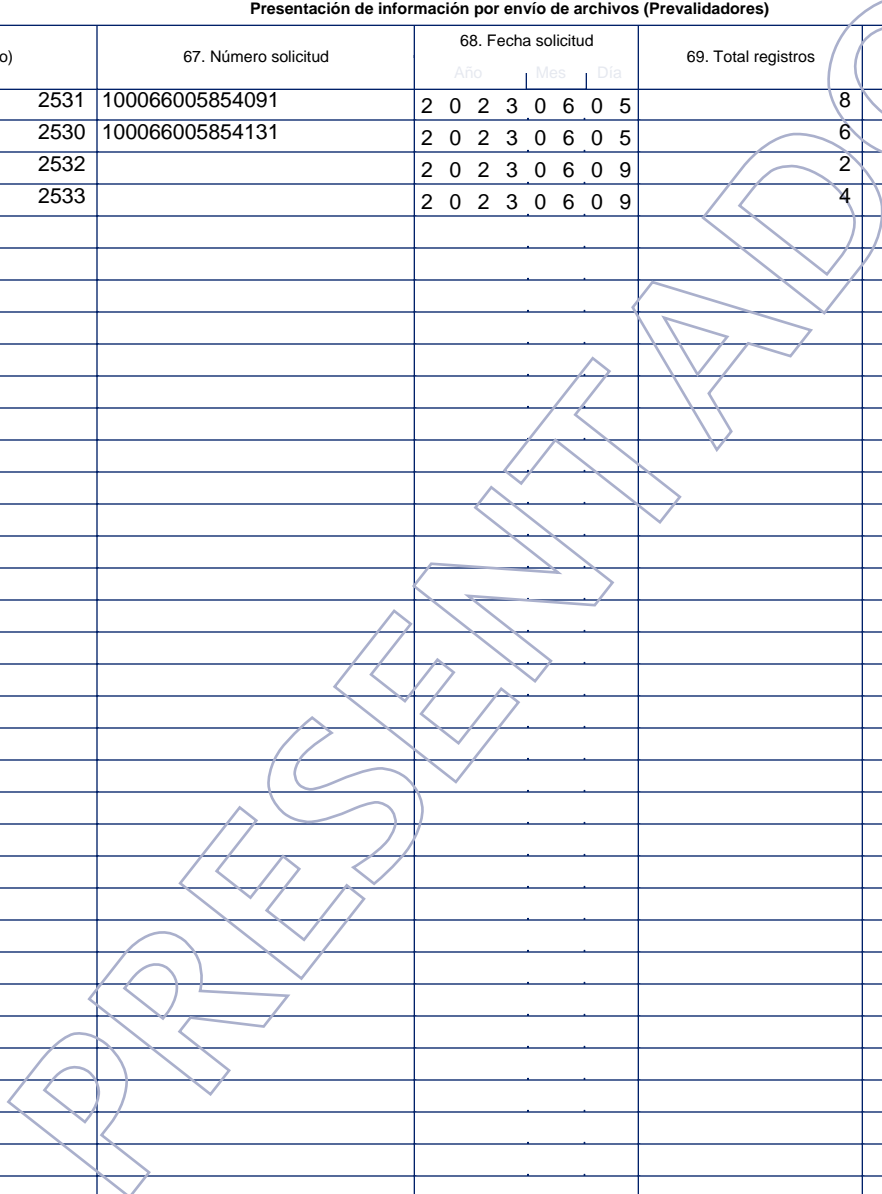 Presentación de información por envío de archivos (Prevalidadores)
o) 67. Número solicitud 68. Fecha solicitud 69. Total registros
Año Mes Día
2531 100066005854091 2 0 2 3 0 6 0 5 8
2530 100066005854131 2 0 2 3 0 6 0 5 6
2532 2 0 2 3 0 6 0 9 2
2533 2 0 2 3 0 6 0 9 4
PRESENTADO